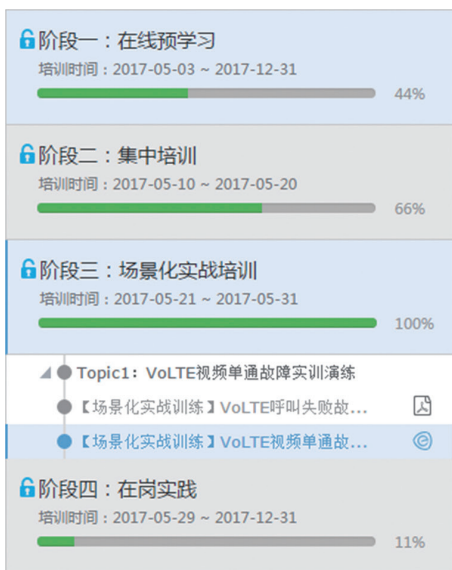 阶段一：在线预学习
培训时间：2017-05-03 ~ 2017-12-31
44%
阶段二：集中培训
培训时间：2017-05-10 ~ 2017-05-20
66%
阶段三：场景化实战培训
培训时间：2017-05-21 ~ 2017-05-31
100%
Topic1：VoLTE视频单通故障实训演练
【场景化实战训练】VoLTE呼叫失败故...
【场景化实战训练】VoLTE视频单通故...
阶段四：在岗实践
培训时间：2017-05-29 ~ 2017-12-31
11%